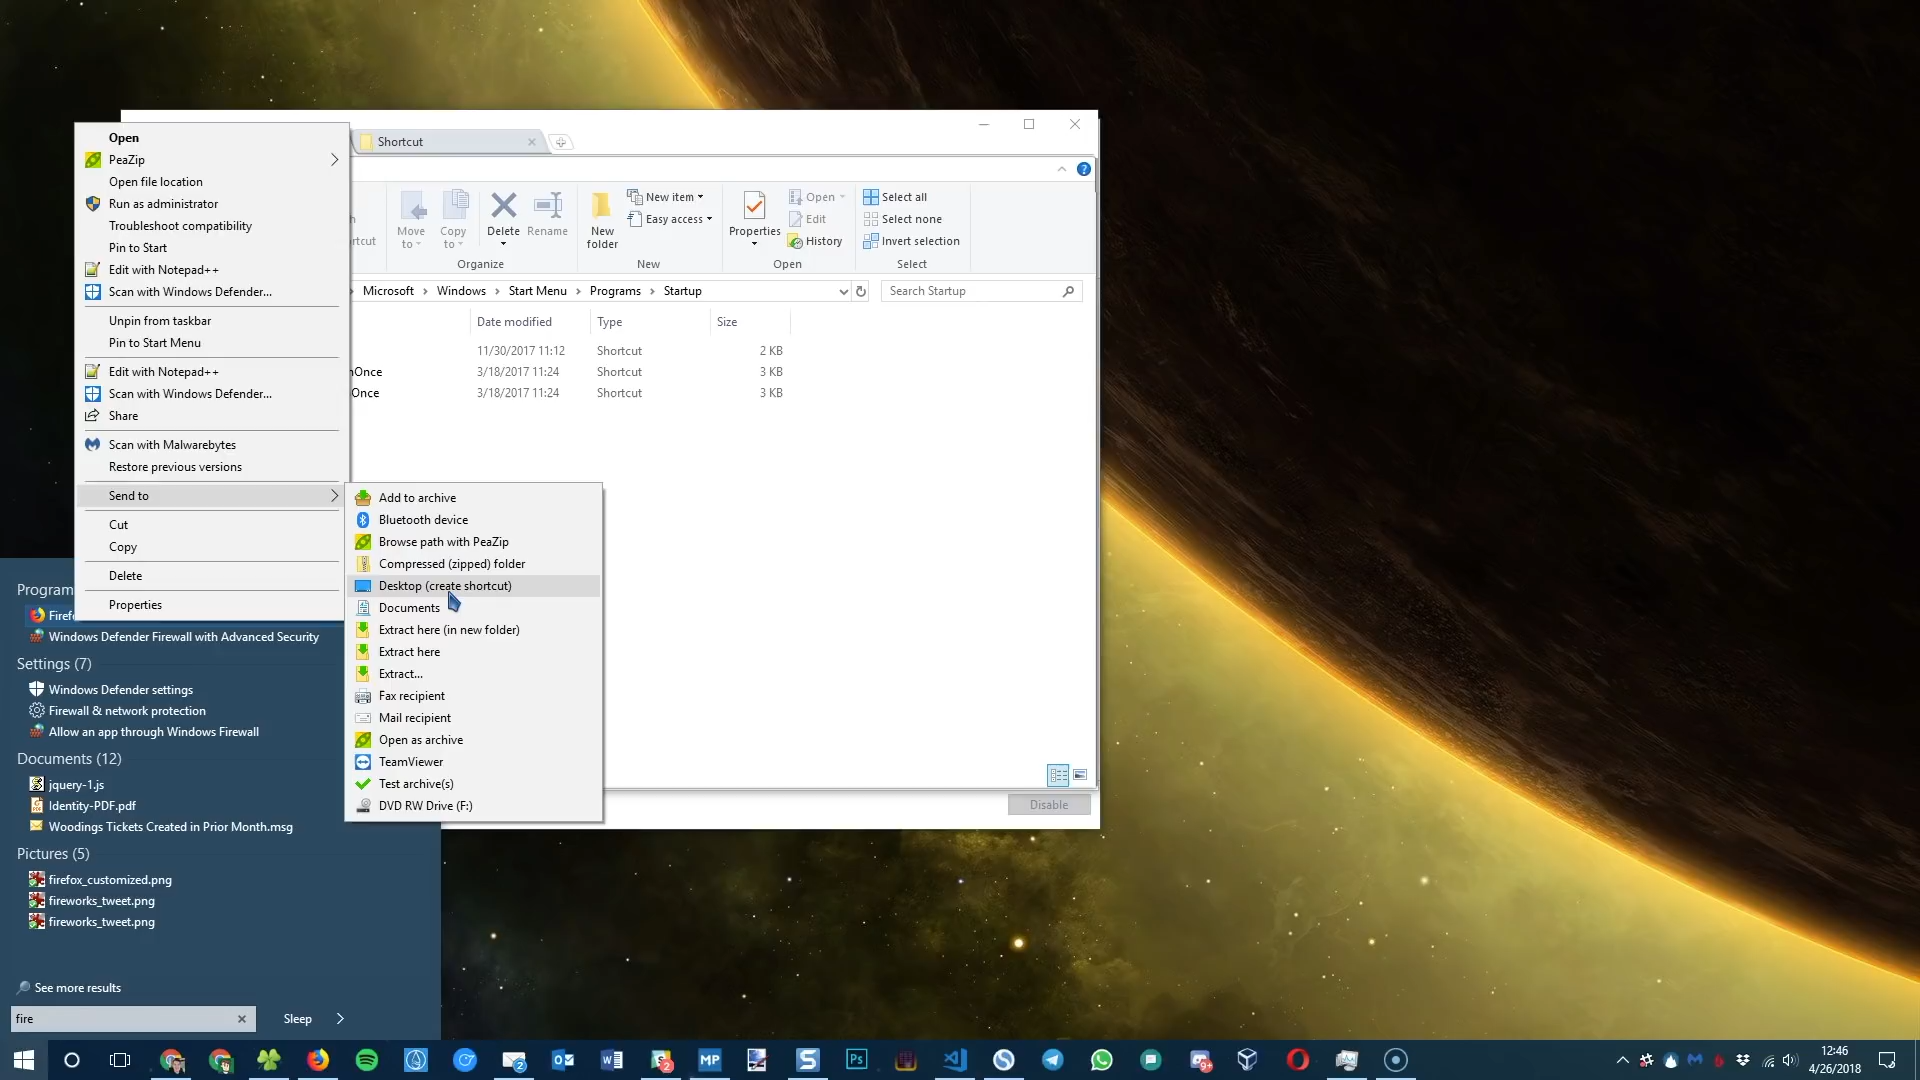 Open
PeaZip
Open file location
Run as administrator
Troubleshoot compatibility
Pin to Start
Edit with Notepad++
Scan with Windows Defender...
Unpin from taskbar
Pin to Start Menu
Edit with Notepad++
Scan with Windows Defender...
Share
Scan with Malwarebytes
Restore previous versions
Send to
Cut
Copy
Delete
Properties
Shortcut
Move to
Copy to
Delete
Rename
Organize
New folder
New item
Easy access
New
Properties
Open
Edit
History
Open
Select all
Select none
Invert selection
Select
Microsoft > Windows > Start Menu > Programs > Startup
Search Startup
Date modified Type Size
11/30/2017 11:12 Shortcut 2 KB
nOnce 3/18/2017 11:24 Shortcut 3 KB
Once 3/18/2017 11:24 Shortcut 3 KB
Add to archive
Bluetooth device
Browse path with PeaZip
Compressed (zipped) folder
Desktop (create shortcut)
Documents
Extract here (in new folder)
Extract here
Extract...
Fax recipient
Mail recipient
Open as archive
TeamViewer
Test archive(s)
DVD RW Drive (F:)
Disable
Program
Firef
Windows Defender Firewall with Advanced Security
Settings (7)
Windows Defender settings
Firewall & network protection
Allow an app through Windows Firewall
Documents (12)
jquery-1.js
Identity-PDF.pdf
Woodings Tickets Created in Prior Month.msg
Pictures (5)
firefox_customized.png
fireworks_tweet.png
fireworks_tweet.png
See more results
fire
Sleep
MP
Ps
12:46
4/26/2018